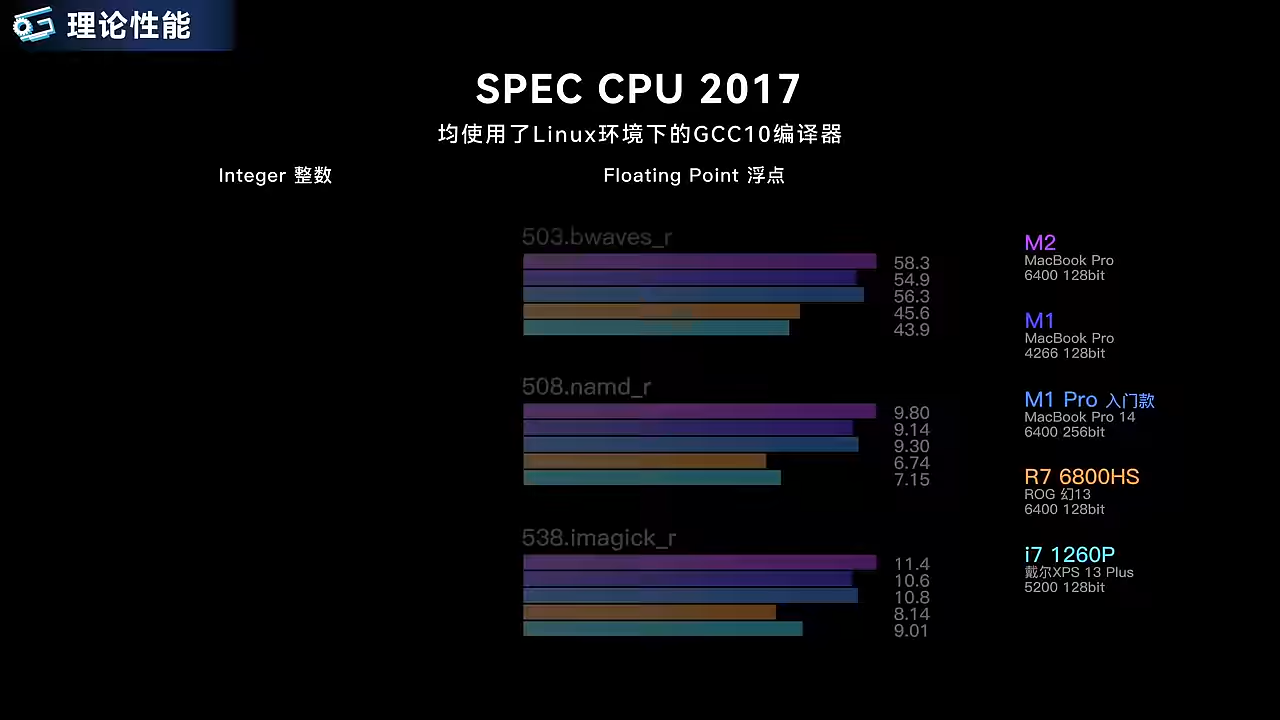 理论性能
SPEC CPU 2017
均使用了Linux环境下的GCC10编译器
Integer 整数
Floating Point 浮点
503.bwaves_r
58.3
54.9
56.3
45.6
43.9
508.namd_r
9.80
9.14
9.30
6.74
7.15
538.imagick_r
11.4
10.6
10.8
8.14
9.01
M2
MacBook Pro
6400 128bit
M1
MacBook Pro
4266 128bit
M1 Pro 入门款
MacBook Pro 14
6400 256bit
R7 6800HS
ROG 幻13
6400 128bit
i7 1260P
戴尔XPS 13 Plus
5200 128bit